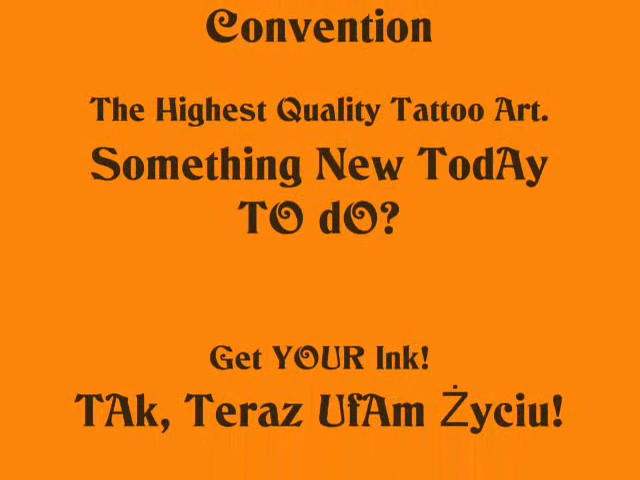 Convention
The Highest Quality Tattoo Art.
Something New TodAy
TO dO?
Get YOUR Ink!
TAk, Teraz UfAm Życiu!